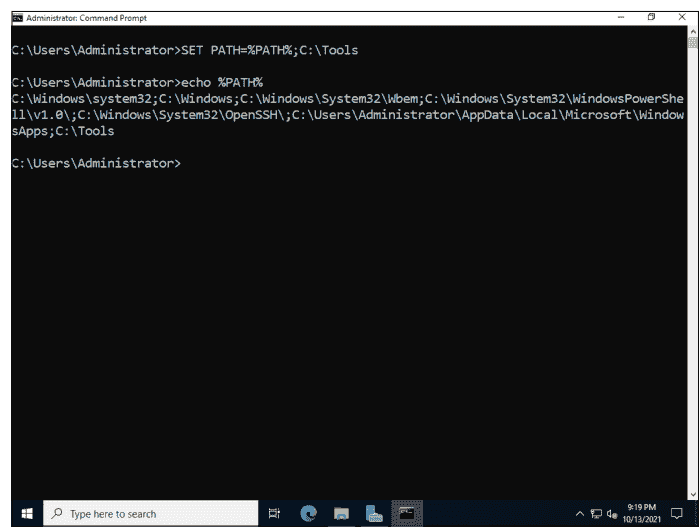 Administrator: Command Prompt
C:\Users\Administrator>SET PATH=%PATH%;C:\Tools
C:\Users\Administrator>echo %PATH%
C:\Windows\system32;C:\Windows;C:\Windows\System32\Wbem;C:\Windows\System32\WindowsPowerShe
ll\v1.0\;C:\Windows\System32\OpenSSH\;C:\Users\Administrator\AppData\Local\Microsoft\Window
sApps;C:\Tools
C:\Users\Administrator>
Type here to search
9:19 PM
10/13/2021